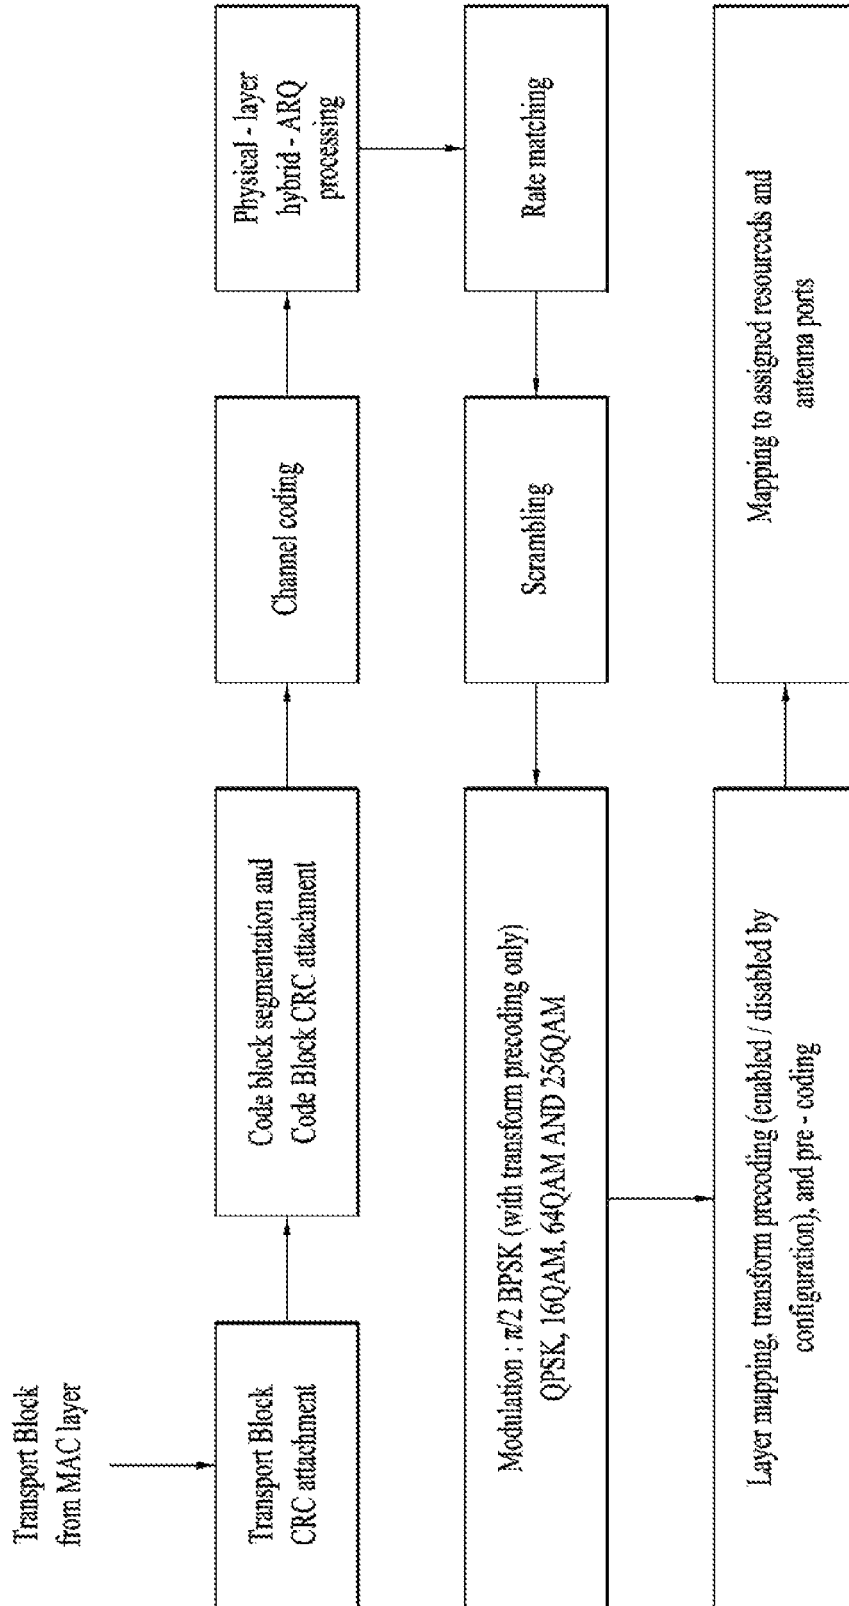 Transport Block
from MAC layer
Transport Block
CRC attachment
Code block segmentation and
Code Block CRC attachment
Channel coding
Physical - layer
hybrid - ARQ
processing
Rate matching
Scrambling
Modulation : π/2 BPSK (with transform precoding only)
QPSK, 16QAM, 64QAM AND 256QAM
Layer mapping, transform precoding (enabled / disabled by
configuration), and pre - coding
Mapping to assigned resourceds and
antenna ports